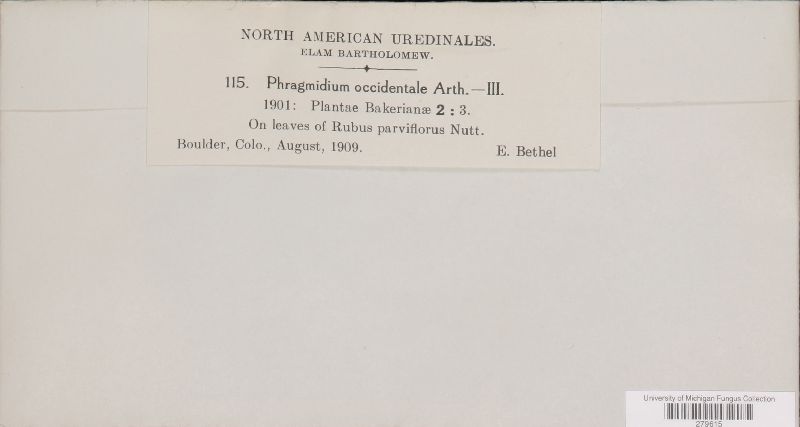 NORTH AMERICAN UREDINALES.
ELAM BARTHOLOMEW.
115. Phragmidium occidentale Arth.—III.
1901: Plantae Bakerianæ 2 : 3.
On leaves of Rubus parviflorus Nutt.
Boulder, Colo., August, 1909. E. Bethel
University of Michigan Fungus Collection
279615